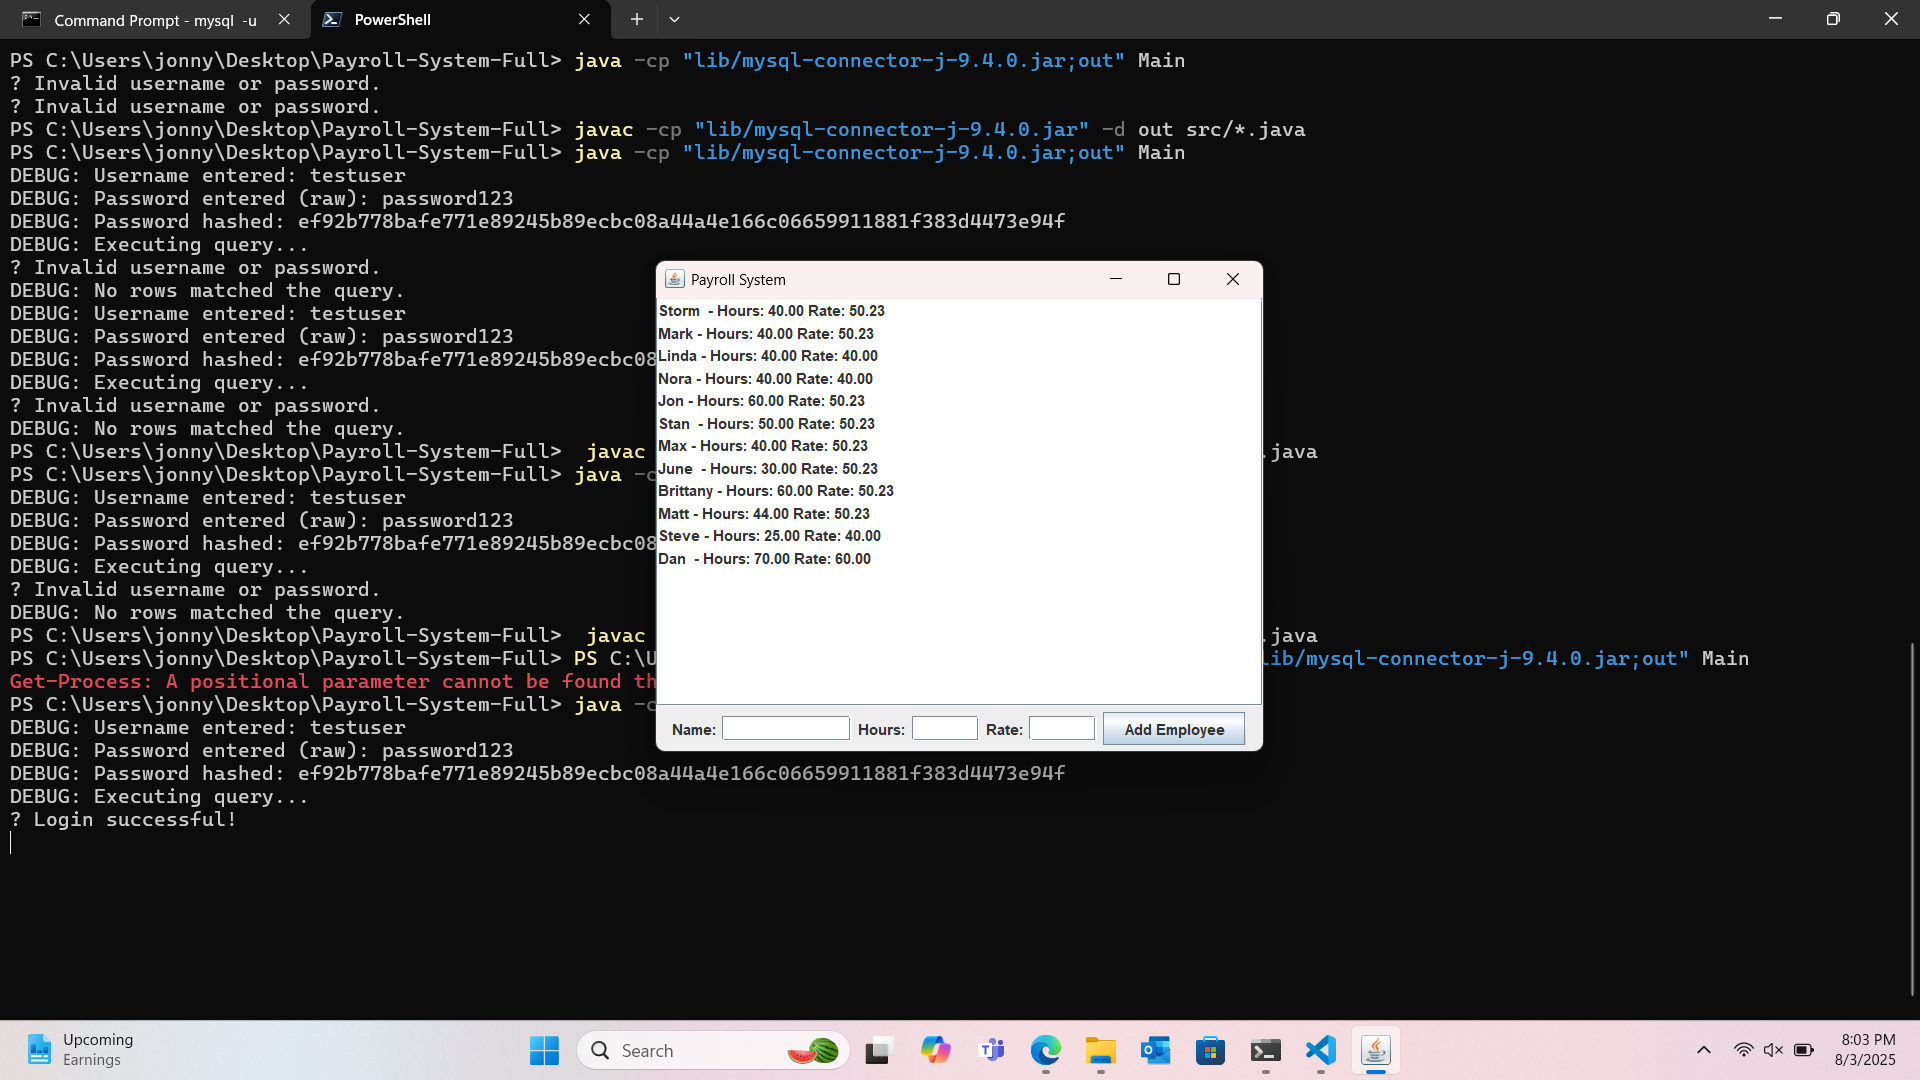 Command Prompt - mysql -u
PowerShell
PS C:\Users\jonny\Desktop\Payroll-System-Full> java -cp "lib/mysql-connector-j-9.4.0.jar;out" Main
? Invalid username or password.
? Invalid username or password.
PS C:\Users\jonny\Desktop\Payroll-System-Full> javac -cp "lib/mysql-connector-j-9.4.0.jar" -d out src/*.java
PS C:\Users\jonny\Desktop\Payroll-System-Full> java -cp "lib/mysql-connector-j-9.4.0.jar;out" Main
DEBUG: Username entered: testuser
DEBUG: Password entered (raw): password123
DEBUG: Password hashed: ef92b778bafe771e89245b89ecbc08a44a4e166c06659911881f383d4473e94f
DEBUG: Executing query...
? Invalid username or password.
DEBUG: No rows matched the query.
DEBUG: Username entered: testuser
DEBUG: Password entered (raw): password123
DEBUG: Password hashed: ef92b778bafe771e89245b89ecbc08
DEBUG: Executing query...
? Invalid username or password.
DEBUG: No rows matched the query.
PS C:\Users\jonny\Desktop\Payroll-System-Full>  javac .java
PS C:\Users\jonny\Desktop\Payroll-System-Full> java -c
DEBUG: Username entered: testuser
DEBUG: Password entered (raw): password123
DEBUG: Password hashed: ef92b778bafe771e89245b89ecbc08
DEBUG: Executing query...
? Invalid username or password.
DEBUG: No rows matched the query.
PS C:\Users\jonny\Desktop\Payroll-System-Full>  javac .java
PS C:\Users\jonny\Desktop\Payroll-System-Full> PS C:\U lib/mysql-connector-j-9.4.0.jar;out" Main
Get-Process: A positional parameter cannot be found th
PS C:\Users\jonny\Desktop\Payroll-System-Full> java -c
DEBUG: Username entered: testuser
DEBUG: Password entered (raw): password123
DEBUG: Password hashed: ef92b778bafe771e89245b89ecbc08a44a4e166c06659911881f383d4473e94f
DEBUG: Executing query...
? Login successful!
Payroll System
Storm  - Hours: 40.00 Rate: 50.23
Mark - Hours: 40.00 Rate: 50.23
Linda - Hours: 40.00 Rate: 40.00
Nora - Hours: 40.00 Rate: 40.00
Jon - Hours: 60.00 Rate: 50.23
Stan  - Hours: 50.00 Rate: 50.23
Max - Hours: 40.00 Rate: 50.23
June  - Hours: 30.00 Rate: 50.23
Brittany - Hours: 60.00 Rate: 50.23
Matt - Hours: 44.00 Rate: 50.23
Steve - Hours: 25.00 Rate: 40.00
Dan  - Hours: 70.00 Rate: 60.00
Name: Hours: Rate: Add Employee
Upcoming
Earnings
Search
8:03 PM
8/3/2025